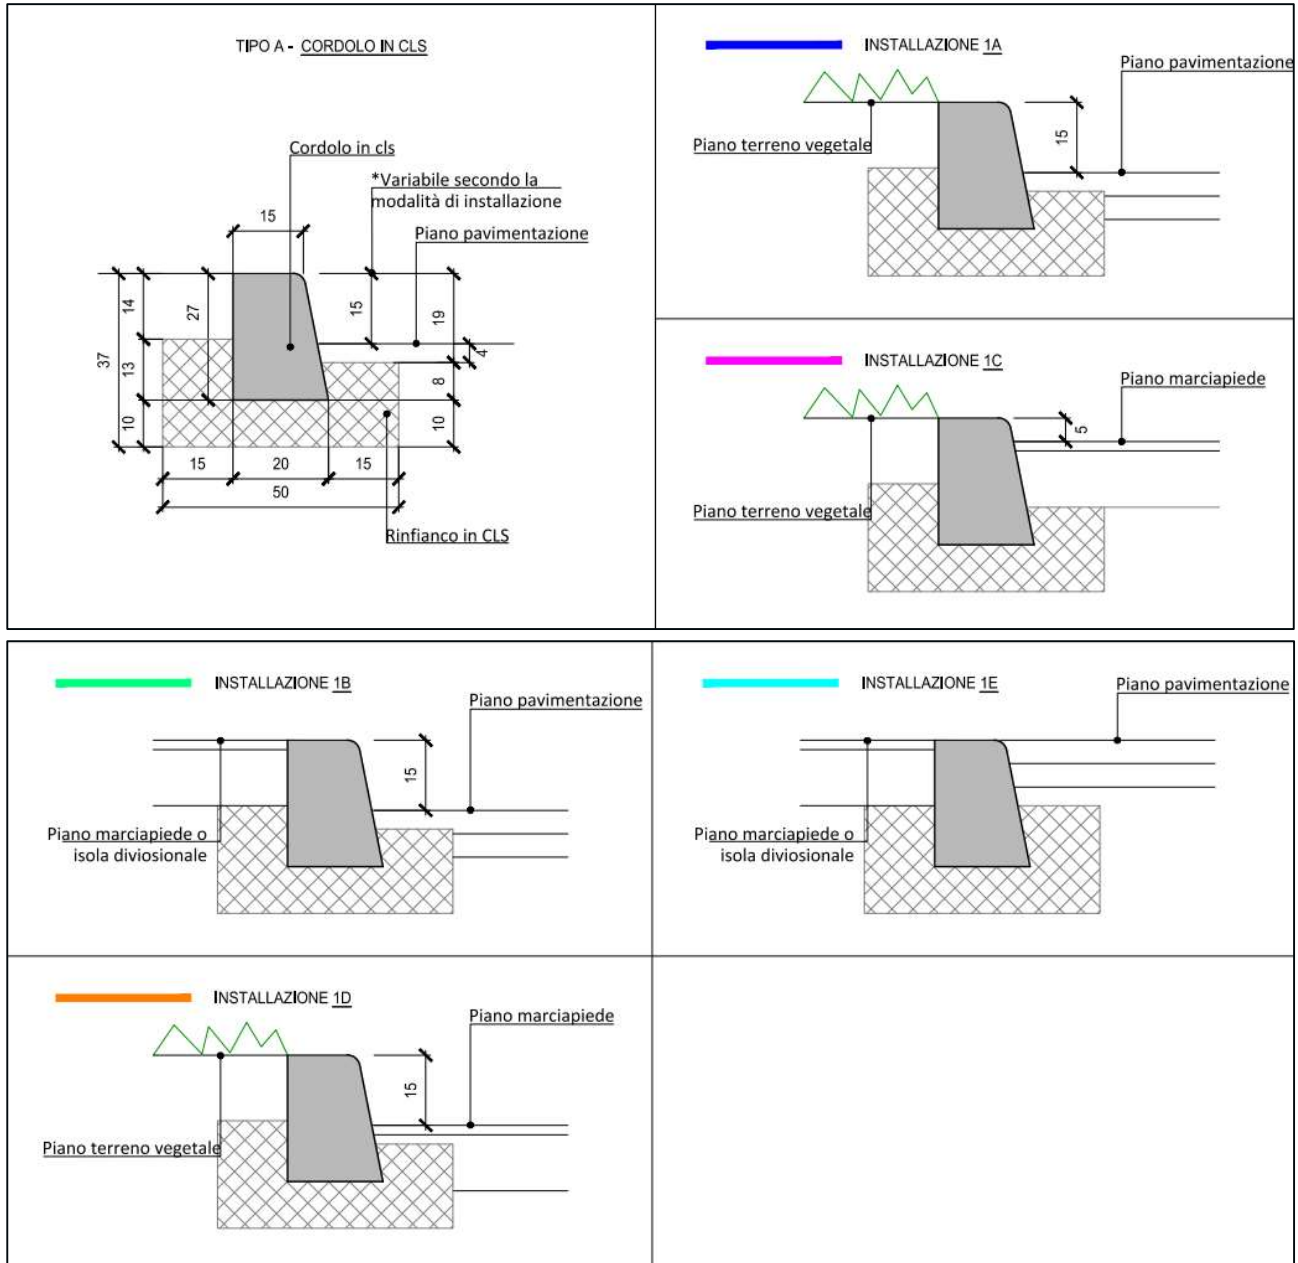 TIPO A - CORDOLO IN CLS
Cordolo in cls
*Variabile secondo la
modalità di installazione
15
Piano pavimentazione
14
27
15
19
37
4
13
8
10
10
15
20
15
50
Rinfianco in CLS
INSTALLAZIONE 1A
Piano pavimentazione
15
Piano terreno vegetale
INSTALLAZIONE 1C
Piano marciapiede
5
Piano terreno vegetale
INSTALLAZIONE 1B
Piano pavimentazione
15
Piano marciapiede o
isola diviosionale
INSTALLAZIONE 1E
Piano pavimentazione
Piano marciapiede o
isola diviosionale
INSTALLAZIONE 1D
Piano marciapiede
15
Piano terreno vegetale